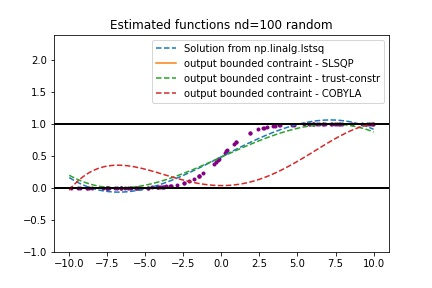 Estimated functions nd=100 random
Solution from np.linalg.lstsq
output bounded contraint - SLSQP
output bounded contraint - trust-constr
output bounded contraint - COBYLA
2.0
1.5
1.0
0.5
0.0
−0.5
−1.0
−10.0 −7.5 −5.0 −2.5 0.0 2.5 5.0 7.5 10.0